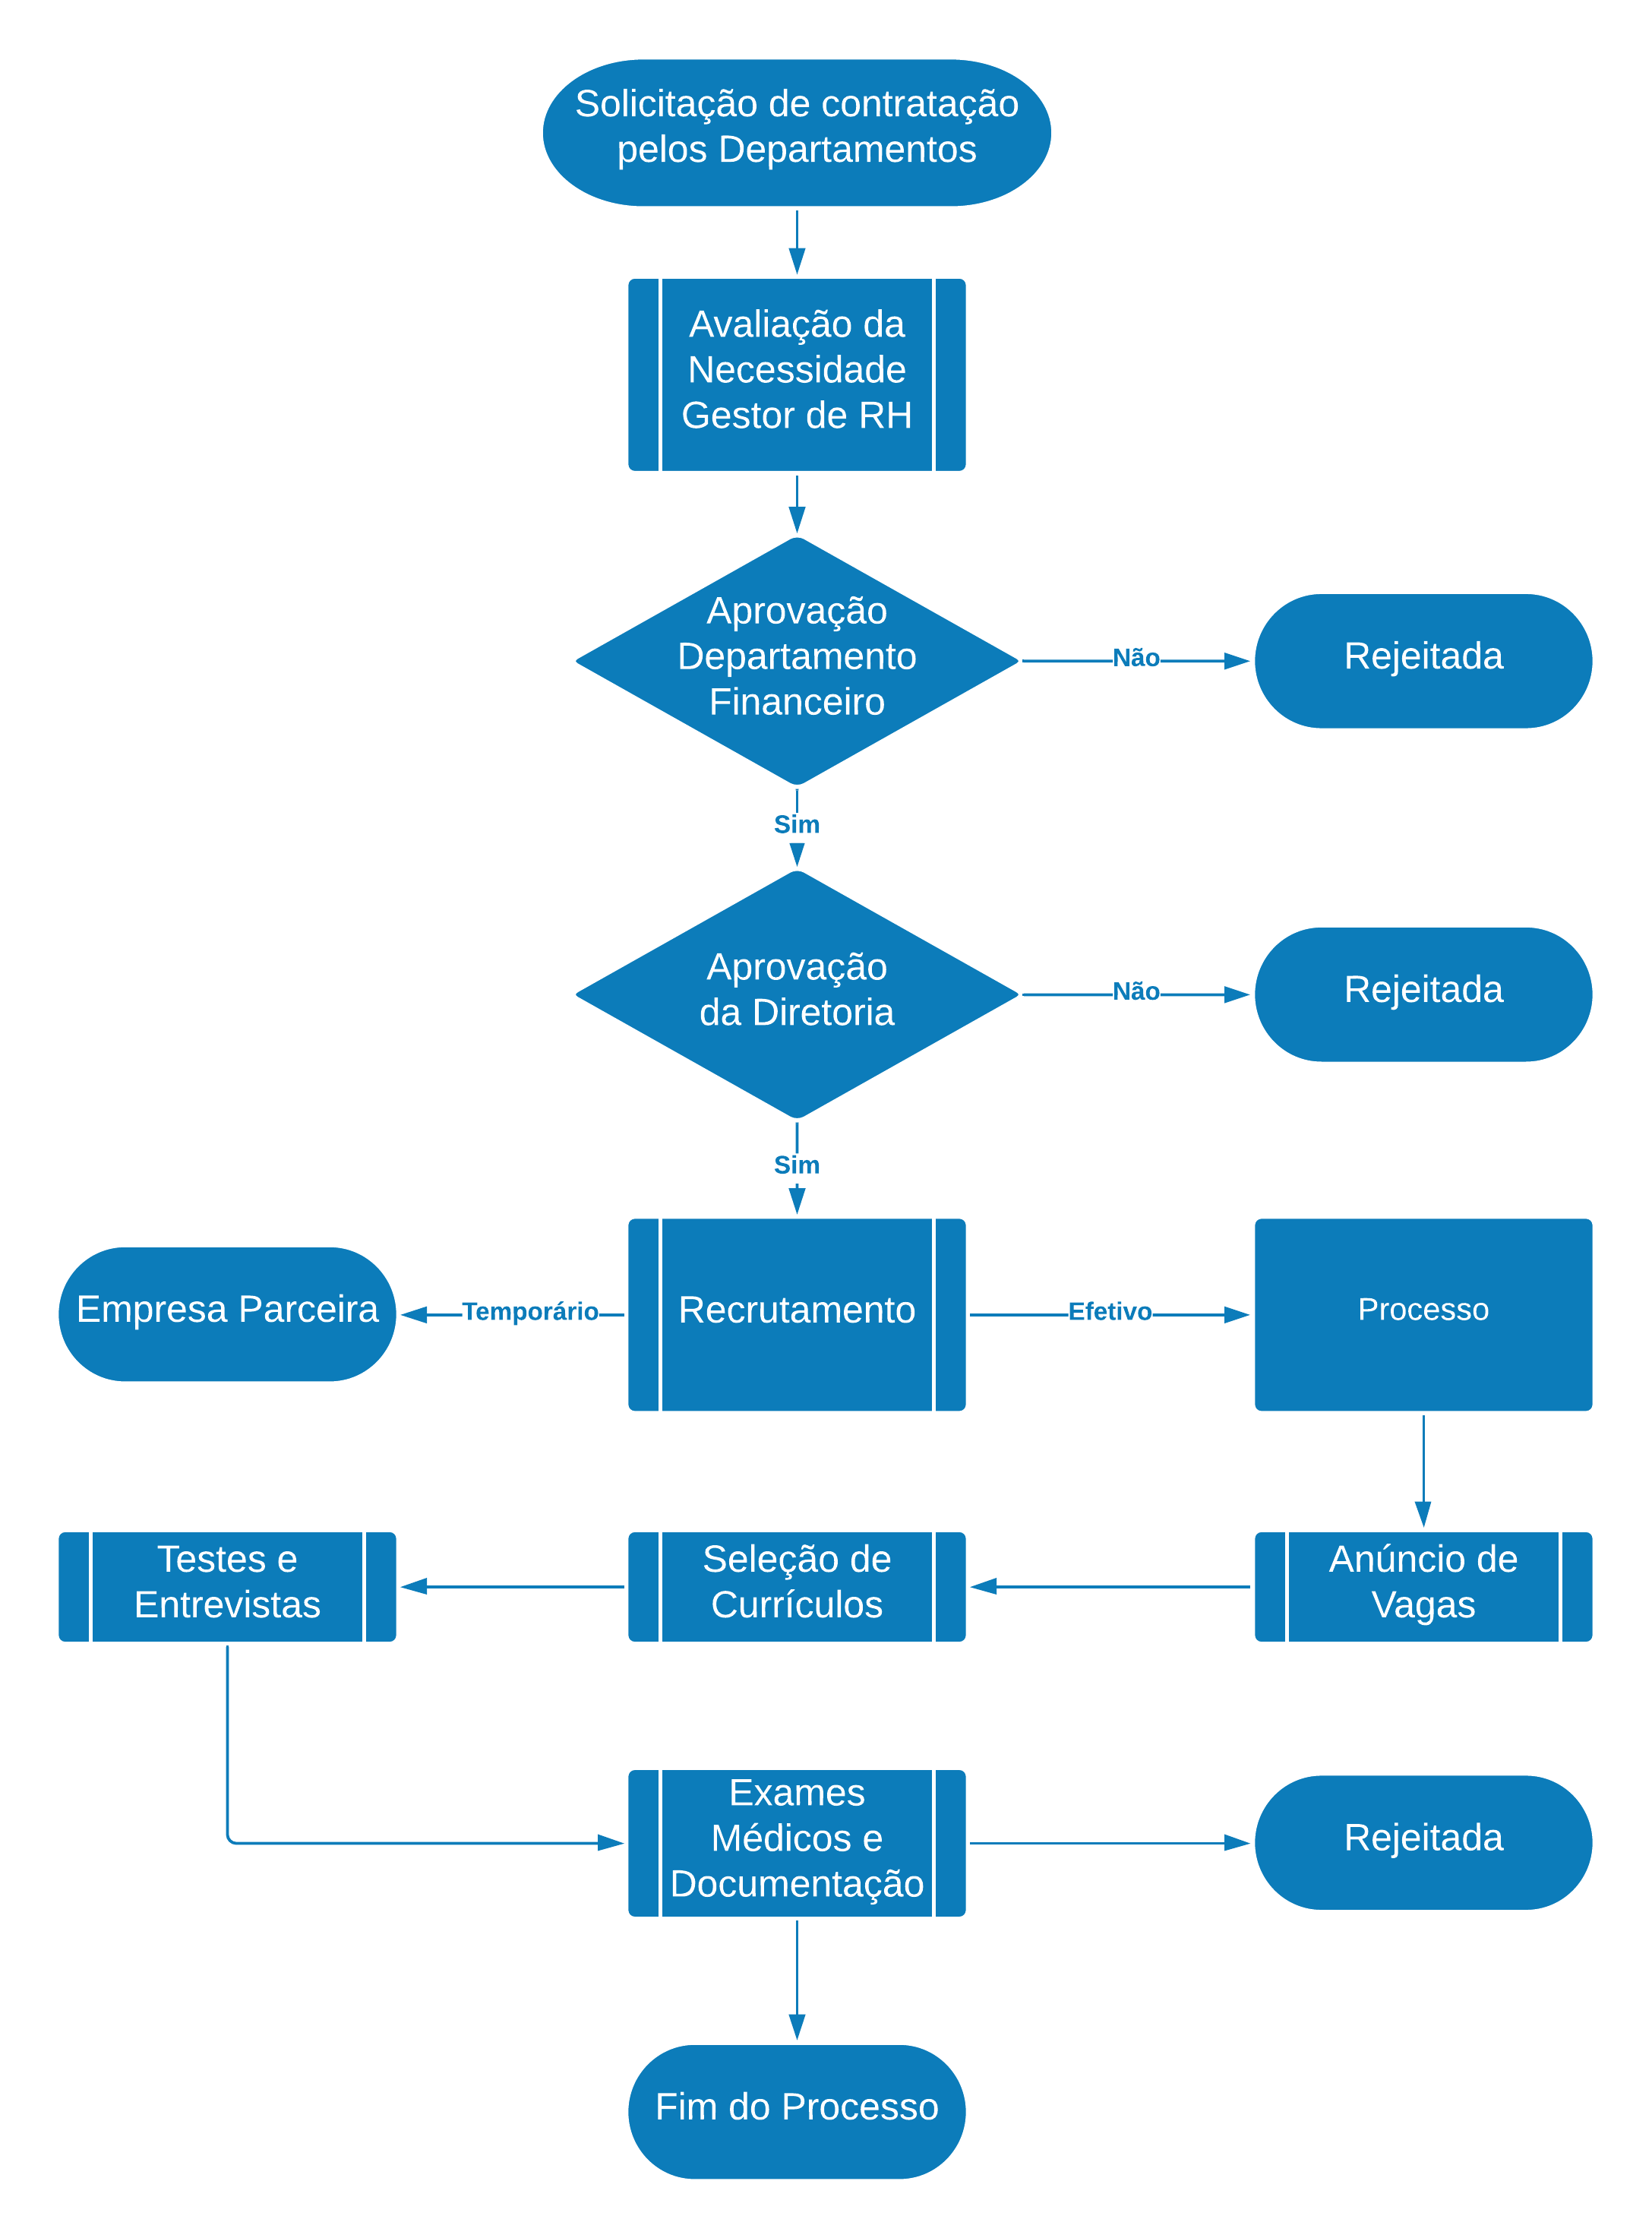 Solicitação de contratação
pelos Departamentos
Avaliação da
Necessidade
Gestor de RH
Aprovação
Departamento
Financeiro
Não
Rejeitada
Sim
Aprovação
da Diretoria
Não
Rejeitada
Sim
Empresa Parceira
Temporário
Recrutamento
Efetivo
Processo
Testes e
Entrevistas
Seleção de
Currículos
Anúncio de
Vagas
Exames
Médicos e
Documentação
Rejeitada
Fim do Processo